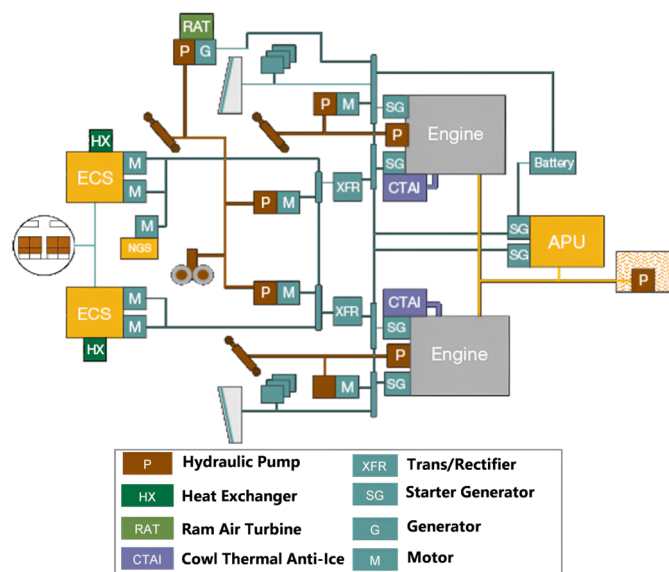 RAT
P G
P M
SG
Engine
P
SG
HX
M
ECS
M
XFR
CTAI
Battery
M
NGS
P M
SG
APU
SG
P
P M
CTAI
M
ECS
M
XFR
SG
HX
P
Engine
M
SG
P Hydraulic Pump
XFR Trans/Rectifier
HX Heat Exchanger
SG Starter Generator
RAT Ram Air Turbine
G Generator
CTAI Cowl Thermal Anti-Ice
M Motor